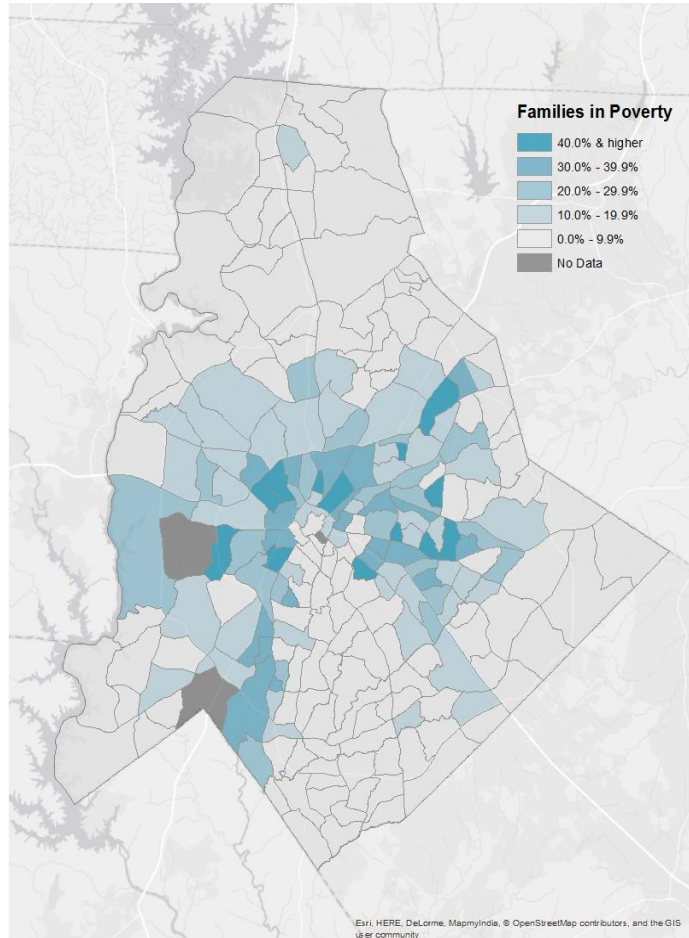 Families in Poverty
40.0% & higher
30.0% - 39.9%
20.0% - 29.9%
10.0% - 19.9%
0.0% - 9.9%
No Data
Esri, HERE, DeLorme, MapmyIndia, © OpenStreetMap contributors, and the GIS
user community